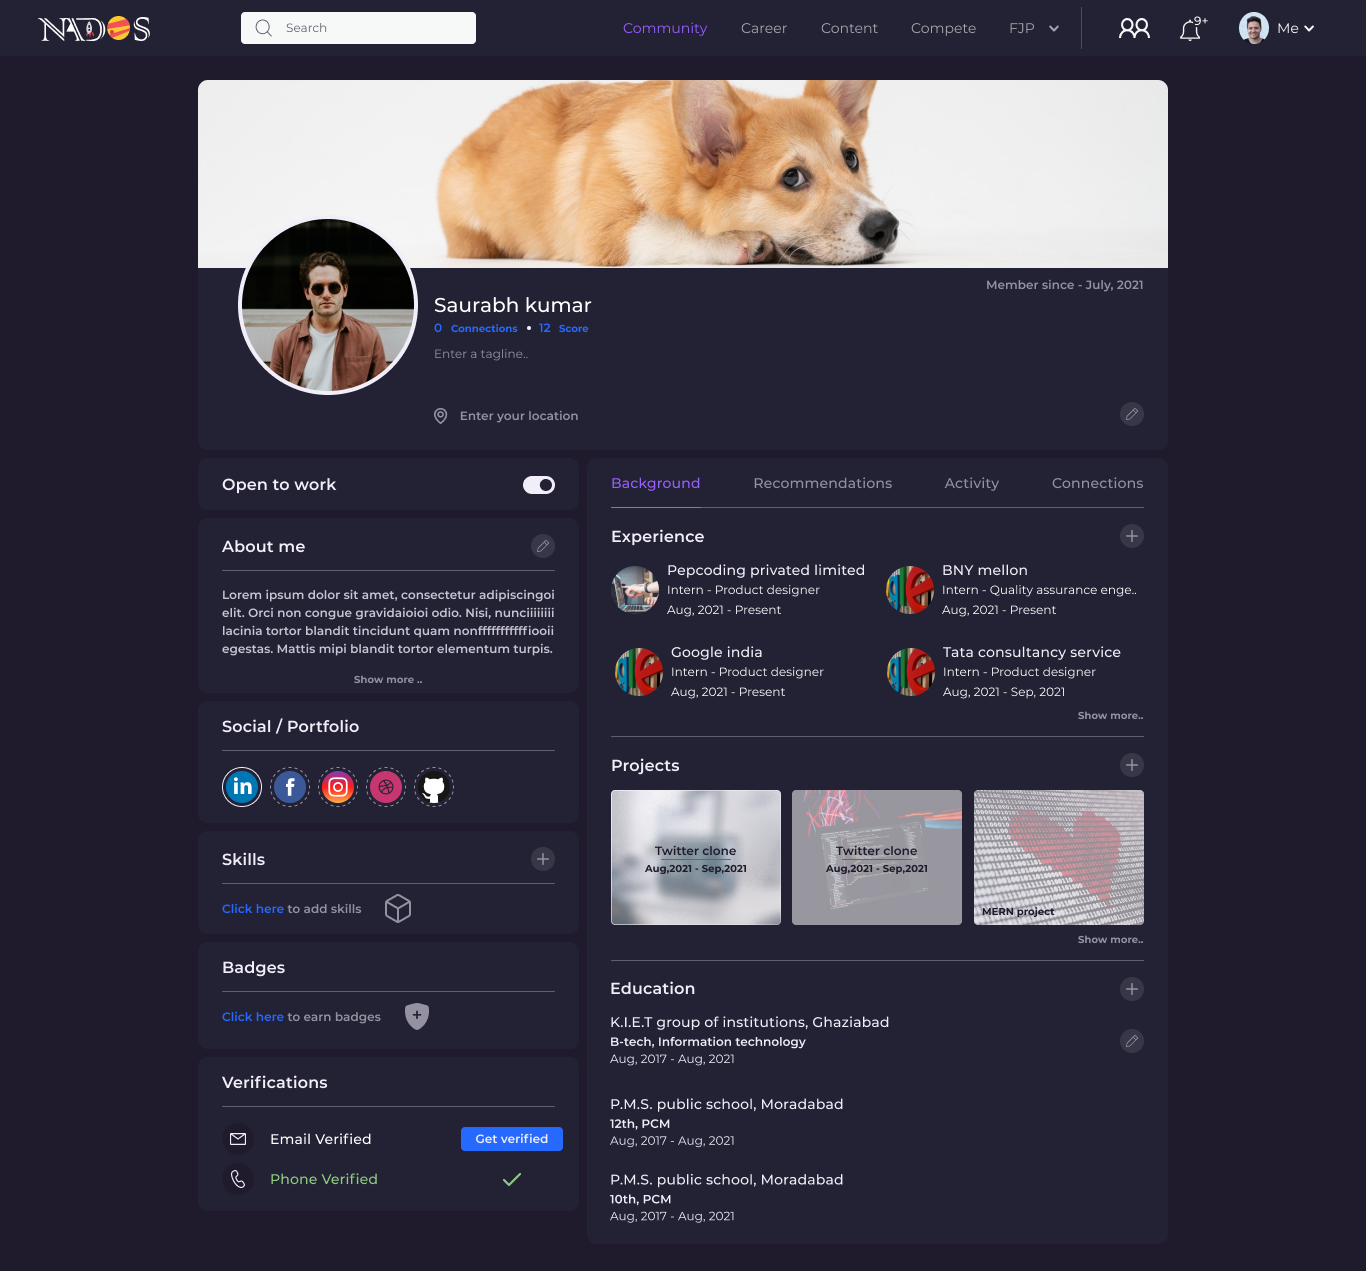 NADOS
Search
Community
Career
Content
Compete
FJP
9+
Me
Member since - July, 2021
Saurabh kumar
0 Connections • 12 Score
Enter a tagline..
Enter your location
Open to work
About me
Lorem ipsum dolor sit amet, consectetur adipiscingoi
elit. Orci non congue gravidaioioi odio. Nisi, nunciiiiiiii
lacinia tortor blandit tincidunt quam nonffffffffffffiooii
egestas. Mattis mipi blandit tortor elementum turpis.
Show more ..
Social / Portfolio
in
f
Skills
Click here to add skills
Badges
Click here to earn badges
Verifications
Email Verified
Get verified
Phone Verified
Background
Recommendations
Activity
Connections
Experience
Pepcoding privated limited
Intern - Product designer
Aug, 2021 - Present
BNY mellon
Intern - Quality assurance enge..
Aug, 2021 - Present
Google india
Intern - Product designer
Aug, 2021 - Present
Tata consultancy service
Intern - Product designer
Aug, 2021 - Sep, 2021
Show more..
Projects
Twitter clone
Aug,2021 - Sep,2021
Twitter clone
Aug,2021 - Sep,2021
MERN project
Show more..
Education
K.I.E.T group of institutions, Ghaziabad
B-tech, Information technology
Aug, 2017 - Aug, 2021
P.M.S. public school, Moradabad
12th, PCM
Aug, 2017 - Aug, 2021
P.M.S. public school, Moradabad
10th, PCM
Aug, 2017 - Aug, 2021